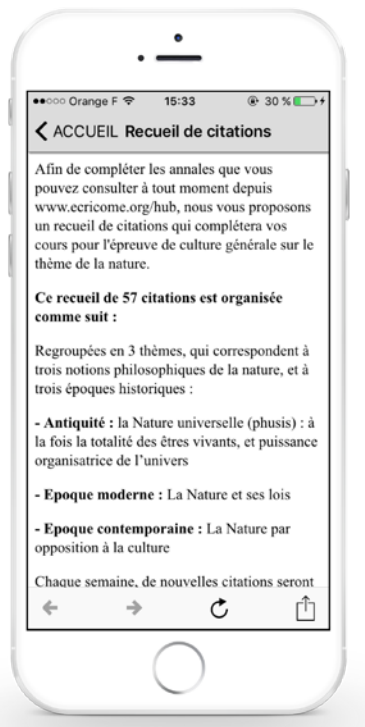 ●●○○○ Orange F 15:33 30 %
ACCUEIL Recueil de citations
Afin de compléter les annales que vous
pouvez consulter à tout moment depuis
www.ecricome.org/hub, nous vous proposons
un recueil de citations qui complétera vos
cours pour l'épreuve de culture générale sur le
thème de la nature.
Ce recueil de 57 citations est organisée
comme suit :
Regroupées en 3 thèmes, qui correspondent à
trois notions philosophiques de la nature, et à
trois époques historiques :
- Antiquité : la Nature universelle (phusis) : à
la fois la totalité des êtres vivants, et puissance
organisatrice de l'univers
- Epoque moderne : La Nature et ses lois
- Epoque contemporaine : La Nature par
opposition à la culture
Chaque semaine, de nouvelles citations seront